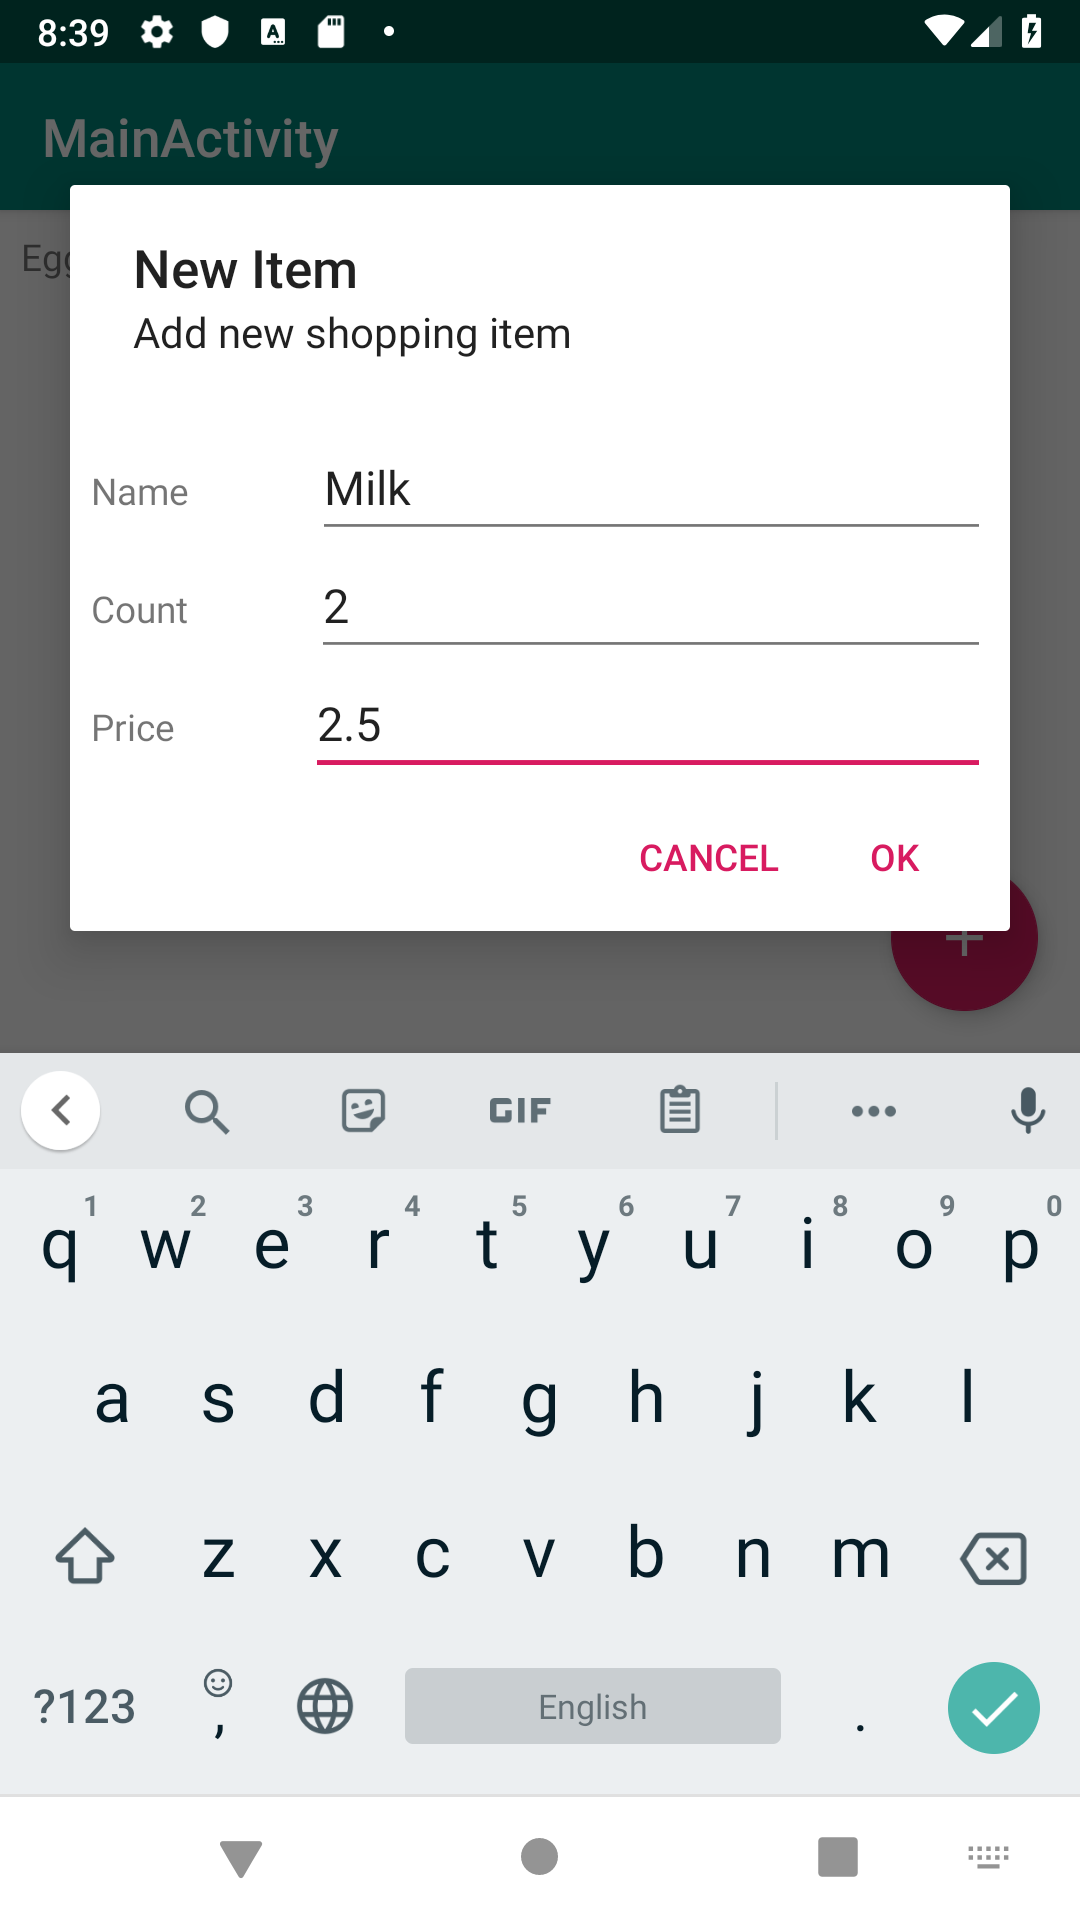 8:39
MainActivity
New Item
Add new shopping item
Name Milk
Count 2
Price 2.5
CANCEL OK
GIF
1 2 3 4 5 6 7 8 9 0
q w e r t y u i o p
a s d f g h j k l
z x c v b n m
?123 , English .